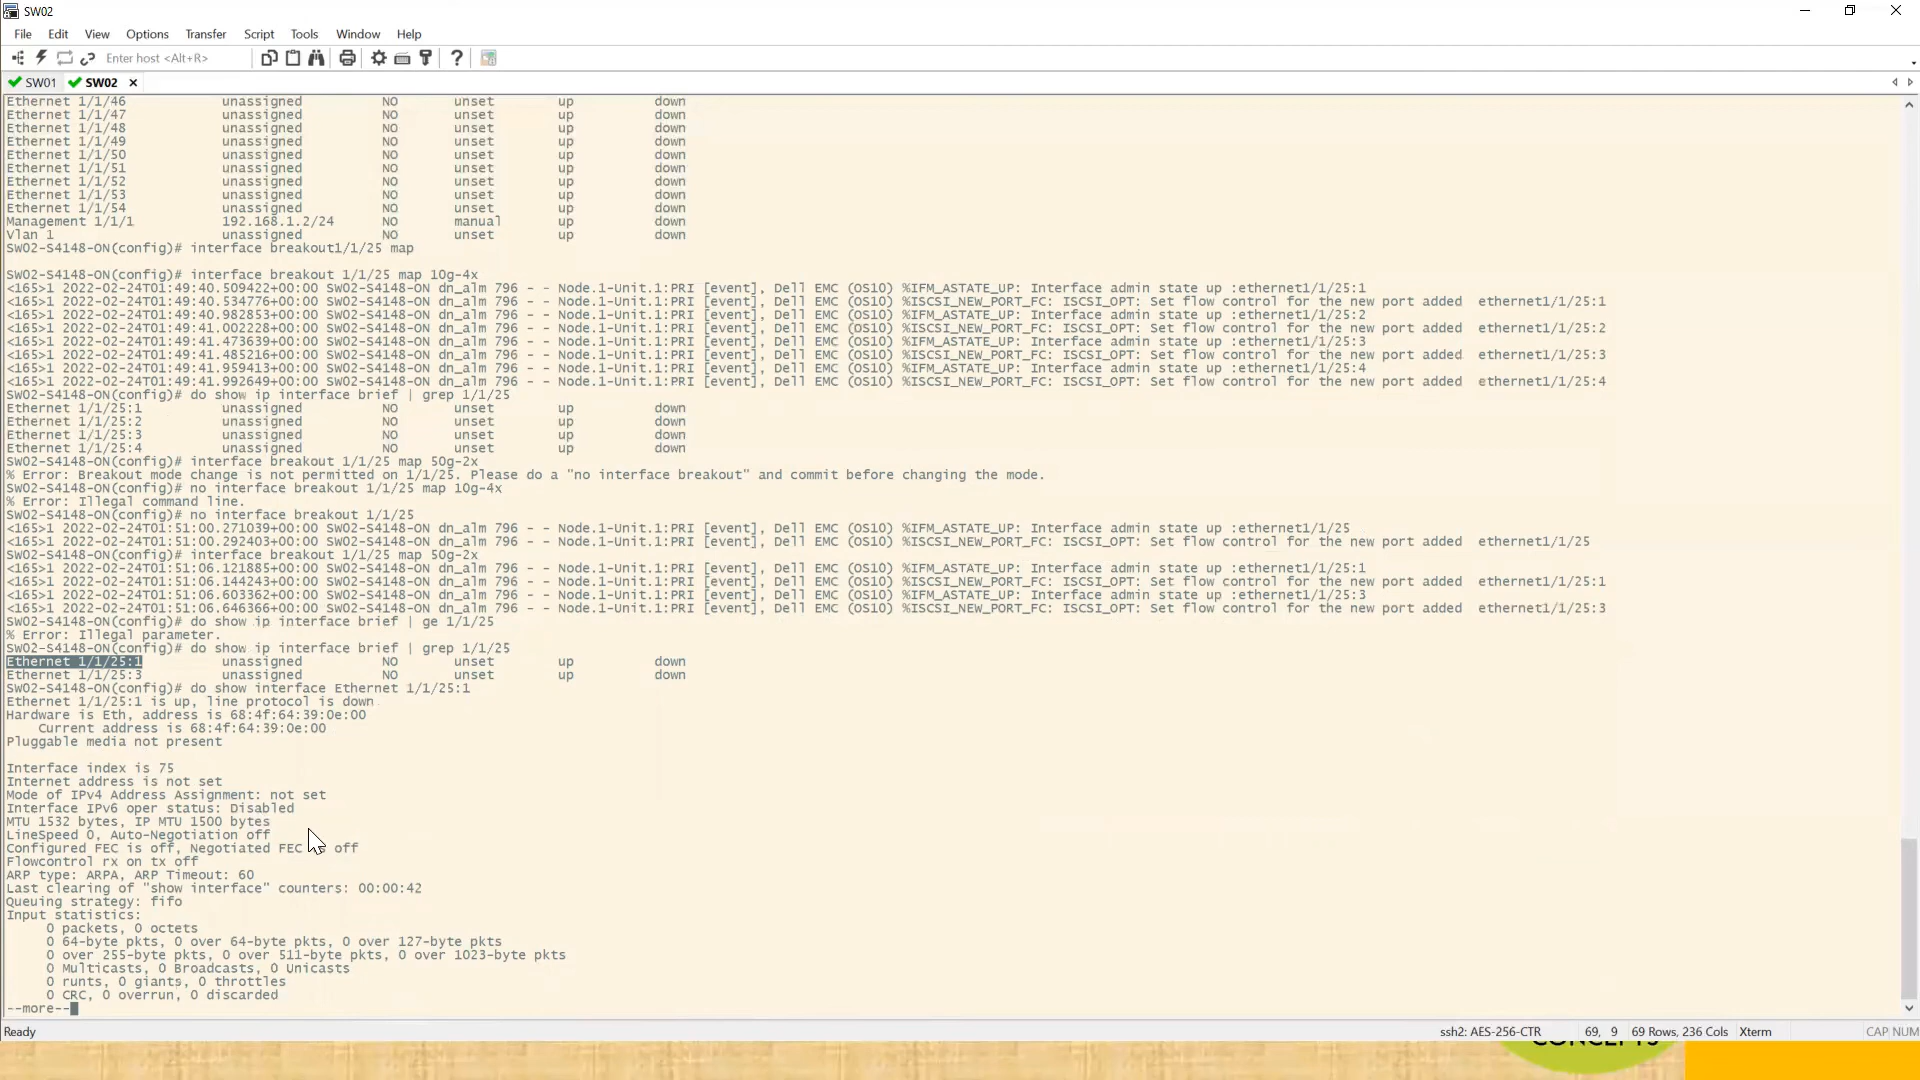 SW02
File Edit View Options Transfer Script Tools Window Help
Enter host <Alt+R>
SW01 SW02
Ethernet 1/1/46 unassigned NO unset up down
Ethernet 1/1/47 unassigned NO unset up down
Ethernet 1/1/48 unassigned NO unset up down
Ethernet 1/1/49 unassigned NO unset up down
Ethernet 1/1/50 unassigned NO unset up down
Ethernet 1/1/51 unassigned NO unset up down
Ethernet 1/1/52 unassigned NO unset up down
Ethernet 1/1/53 unassigned NO unset up down
Ethernet 1/1/54 unassigned NO unset up down
Management 1/1/1 192.168.1.2/24 NO manual up down
Vlan 1 unassigned NO unset up down
SW02-S4148-ON(config)# interface breakout1/1/25 map
SW02-S4148-ON(config)# interface breakout 1/1/25 map 10g-4x
<165>1 2022-02-24T01:49:40.509422+00:00 SW02-S4148-ON dn_alm 796 - - Node.1-Unit.1:PRI [event], Dell EMC (OS10) %IFM_ASTATE_UP: Interface admin state up :ethernet1/1/25:1
<165>1 2022-02-24T01:49:40.534776+00:00 SW02-S4148-ON dn_alm 796 - - Node.1-Unit.1:PRI [event], Dell EMC (OS10) %ISCSI_NEW_PORT_FC: ISCSI_OPT: Set flow control for the new port added ethernet1/1/25:1
<165>1 2022-02-24T01:49:40.982853+00:00 SW02-S4148-ON dn_alm 796 - - Node.1-Unit.1:PRI [event], Dell EMC (OS10) %IFM_ASTATE_UP: Interface admin state up :ethernet1/1/25:2
<165>1 2022-02-24T01:49:41.002228+00:00 SW02-S4148-ON dn_alm 796 - - Node.1-Unit.1:PRI [event], Dell EMC (OS10) %ISCSI_NEW_PORT_FC: ISCSI_OPT: Set flow control for the new port added ethernet1/1/25:2
<165>1 2022-02-24T01:49:41.473639+00:00 SW02-S4148-ON dn_alm 796 - - Node.1-Unit.1:PRI [event], Dell EMC (OS10) %IFM_ASTATE_UP: Interface admin state up :ethernet1/1/25:3
<165>1 2022-02-24T01:49:41.485216+00:00 SW02-S4148-ON dn_alm 796 - - Node.1-Unit.1:PRI [event], Dell EMC (OS10) %ISCSI_NEW_PORT_FC: ISCSI_OPT: Set flow control for the new port added ethernet1/1/25:3
<165>1 2022-02-24T01:49:41.959413+00:00 SW02-S4148-ON dn_alm 796 - - Node.1-Unit.1:PRI [event], Dell EMC (OS10) %IFM_ASTATE_UP: Interface admin state up :ethernet1/1/25:4
<165>1 2022-02-24T01:49:41.992649+00:00 SW02-S4148-ON dn_alm 796 - - Node.1-Unit.1:PRI [event], Dell EMC (OS10) %ISCSI_NEW_PORT_FC: ISCSI_OPT: Set flow control for the new port added ethernet1/1/25:4
SW02-S4148-ON(config)# do show ip interface brief | grep 1/1/25
Ethernet 1/1/25:1 unassigned NO unset up down
Ethernet 1/1/25:2 unassigned NO unset up down
Ethernet 1/1/25:3 unassigned NO unset up down
Ethernet 1/1/25:4 unassigned NO unset up down
SW02-S4148-ON(config)# interface breakout 1/1/25 map 50g-2x
% Error: Breakout mode change is not permitted on 1/1/25. Please do a "no interface breakout" and commit before changing the mode.
SW02-S4148-ON(config)# no interface breakout 1/1/25 map 10g-4x
% Error: Illegal command line.
SW02-S4148-ON(config)# no interface breakout 1/1/25
<165>1 2022-02-24T01:51:00.271039+00:00 SW02-S4148-ON dn_alm 796 - - Node.1-Unit.1:PRI [event], Dell EMC (OS10) %IFM_ASTATE_UP: Interface admin state up :ethernet1/1/25
<165>1 2022-02-24T01:51:00.292403+00:00 SW02-S4148-ON dn_alm 796 - - Node.1-Unit.1:PRI [event], Dell EMC (OS10) %ISCSI_NEW_PORT_FC: ISCSI_OPT: Set flow control for the new port added ethernet1/1/25
SW02-S4148-ON(config)# interface breakout 1/1/25 map 50g-2x
<165>1 2022-02-24T01:51:06.121885+00:00 SW02-S4148-ON dn_alm 796 - - Node.1-Unit.1:PRI [event], Dell EMC (OS10) %IFM_ASTATE_UP: Interface admin state up :ethernet1/1/25:1
<165>1 2022-02-24T01:51:06.144243+00:00 SW02-S4148-ON dn_alm 796 - - Node.1-Unit.1:PRI [event], Dell EMC (OS10) %ISCSI_NEW_PORT_FC: ISCSI_OPT: Set flow control for the new port added ethernet1/1/25:1
<165>1 2022-02-24T01:51:06.603362+00:00 SW02-S4148-ON dn_alm 796 - - Node.1-Unit.1:PRI [event], Dell EMC (OS10) %IFM_ASTATE_UP: Interface admin state up :ethernet1/1/25:3
<165>1 2022-02-24T01:51:06.646366+00:00 SW02-S4148-ON dn_alm 796 - - Node.1-Unit.1:PRI [event], Dell EMC (OS10) %ISCSI_NEW_PORT_FC: ISCSI_OPT: Set flow control for the new port added ethernet1/1/25:3
SW02-S4148-ON(config)# do show ip interface brief | ge 1/1/25
% Error: Illegal parameter.
SW02-S4148-ON(config)# do show ip interface brief | grep 1/1/25
Ethernet 1/1/25:1 unassigned NO unset up down
Ethernet 1/1/25:3 unassigned NO unset up down
SW02-S4148-ON(config)# do show interface Ethernet 1/1/25:1
Ethernet 1/1/25:1 is up, line protocol is down
Hardware is Eth, address is 68:4f:64:39:0e:00
Current address is 68:4f:64:39:0e:00
Pluggable media not present
Interface index is 75
Internet address is not set
Mode of IPv4 Address Assignment: not set
Interface IPv6 oper status: Disabled
MTU 1532 bytes, IP MTU 1500 bytes
LineSpeed 0, Auto-Negotiation off
Configured FEC is off, Negotiated FEC is off
Flowcontrol rx on tx off
ARP type: ARPA, ARP Timeout: 60
Last clearing of "show interface" counters: 00:00:42
Queuing strategy: fifo
Input statistics:
0 packets, 0 octets
0 64-byte pkts, 0 over 64-byte pkts, 0 over 127-byte pkts
0 over 255-byte pkts, 0 over 511-byte pkts, 0 over 1023-byte pkts
0 Multicasts, 0 Broadcasts, 0 Unicasts
0 runts, 0 giants, 0 throttles
0 CRC, 0 overrun, 0 discarded
--more--
Ready ssh2: AES-256-CTR 69, 9 69 Rows, 236 Cols Xterm CAP NUM
CONCEPTS